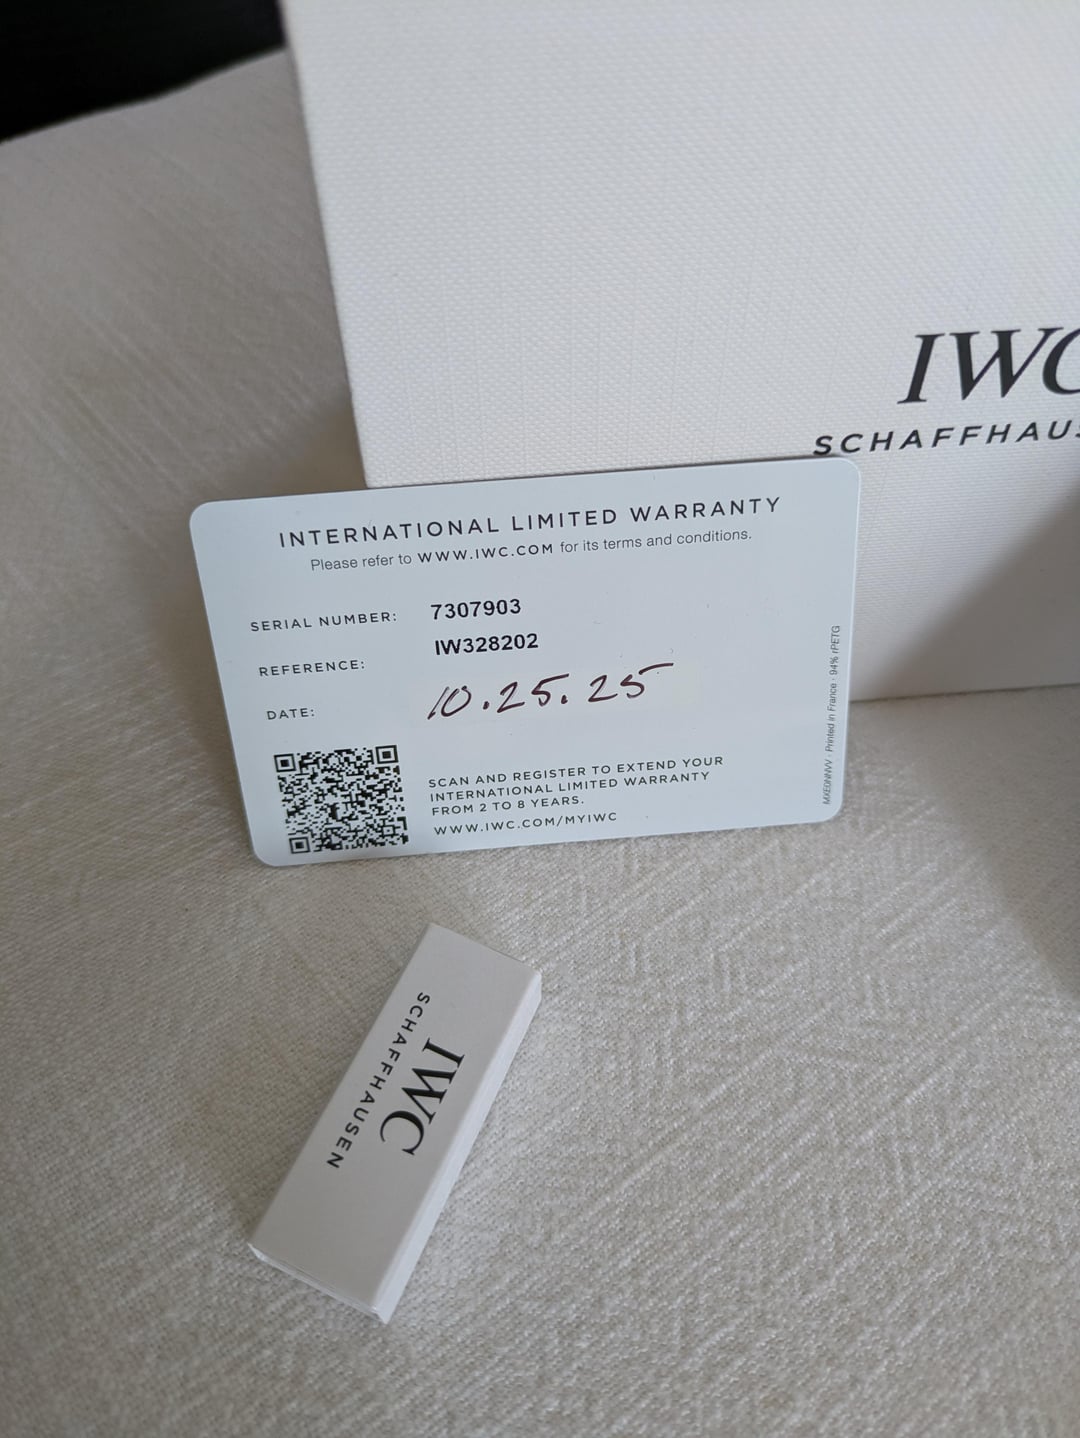 IWC
SCHAFFHAUS
INTERNATIONAL LIMITED WARRANTY
Please refer to WWW.IWC.COM for its terms and conditions.
SERIAL NUMBER: 7307903
REFERENCE: IW328202
DATE: 10.25.25
SCAN AND REGISTER TO EXTEND YOUR
INTERNATIONAL LIMITED WARRANTY
FROM 2 TO 8 YEARS.
WWW.IWC.COM/MYIWC
Printed in France - 94% rPETG
IWC
SCHAFFHAUSEN